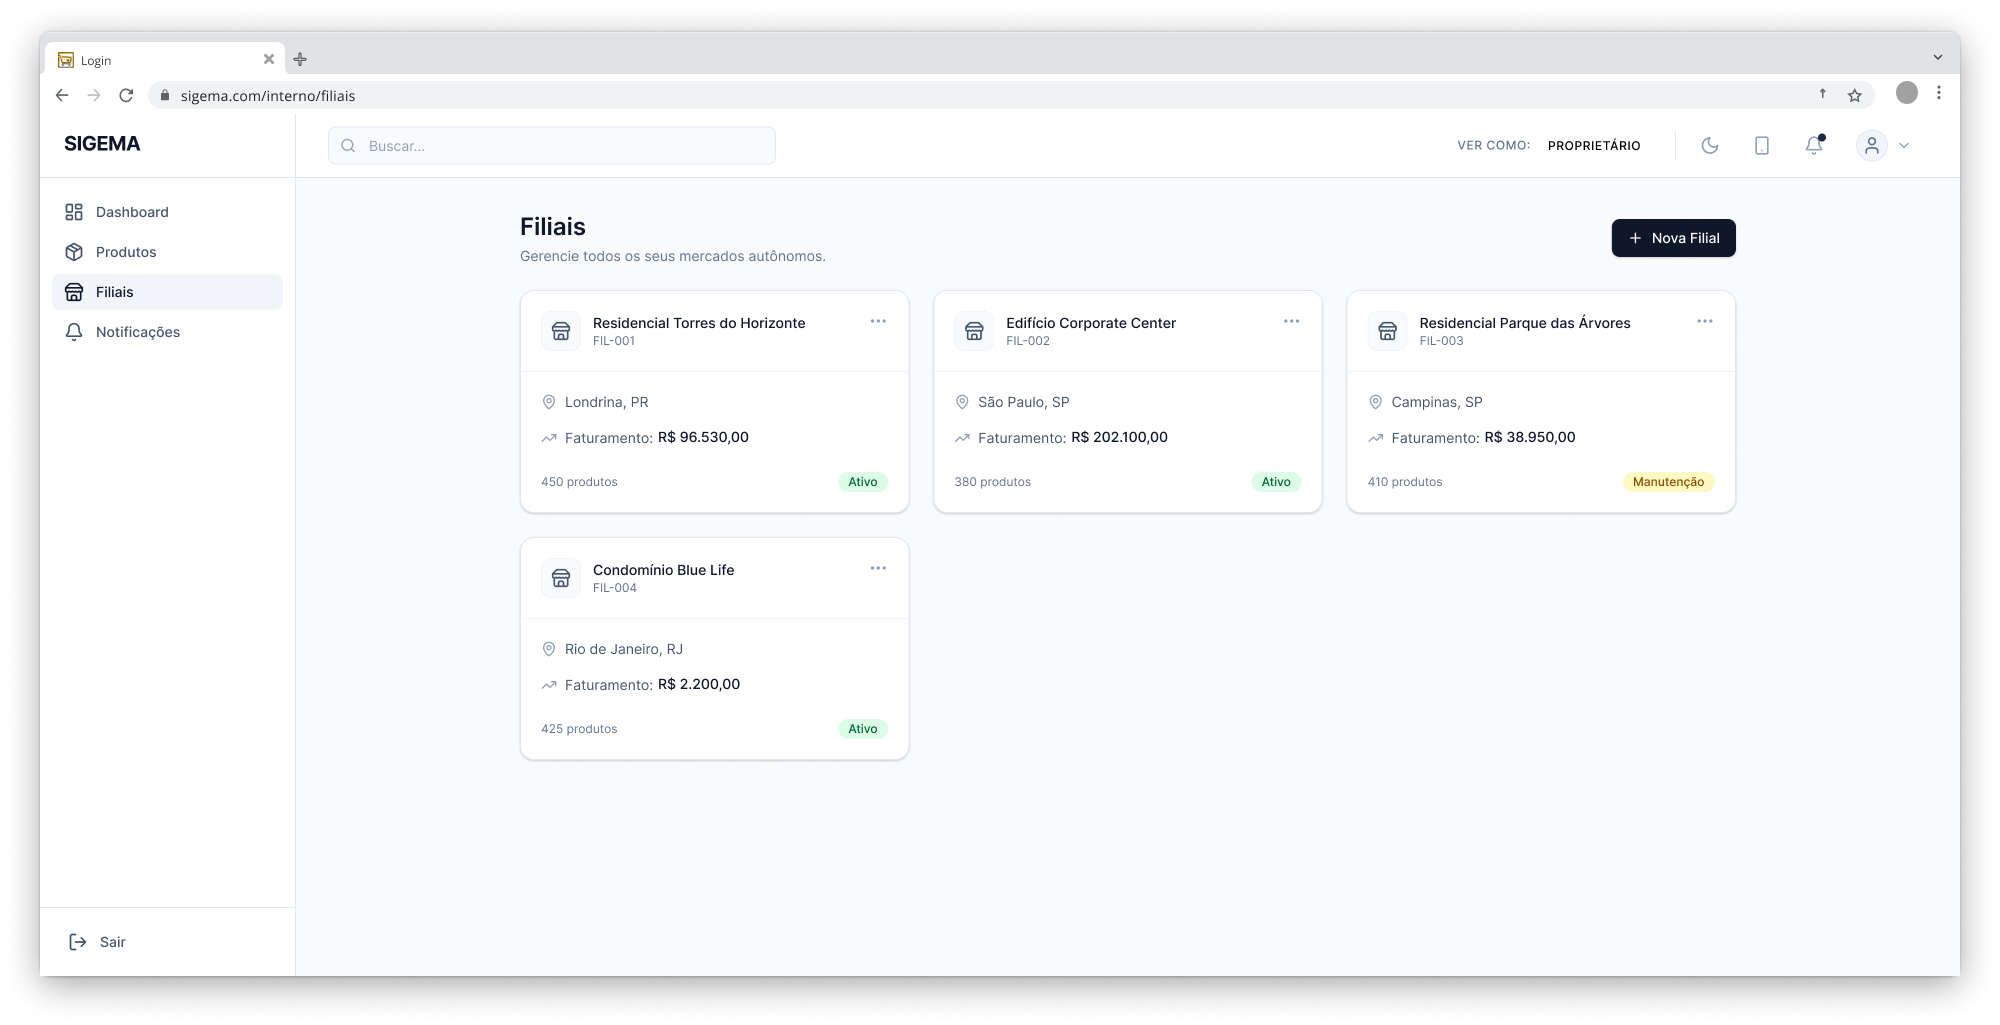 Login
sigema.com/interno/filiais
SIGEMA
Buscar...
VER COMO: PROPRIETÁRIO
Dashboard
Produtos
Filiais
Notificações
Sair
Filiais
Gerencie todos os seus mercados autônomos.
Nova Filial
Residencial Torres do Horizonte
FIL-001
Londrina, PR
Faturamento: R$ 96.530,00
450 produtos
Ativo
Edifício Corporate Center
FIL-002
São Paulo, SP
Faturamento: R$ 202.100,00
380 produtos
Ativo
Residencial Parque das Árvores
FIL-003
Campinas, SP
Faturamento: R$ 38.950,00
410 produtos
Manutenção
Condomínio Blue Life
FIL-004
Rio de Janeiro, RJ
Faturamento: R$ 2.200,00
425 produtos
Ativo